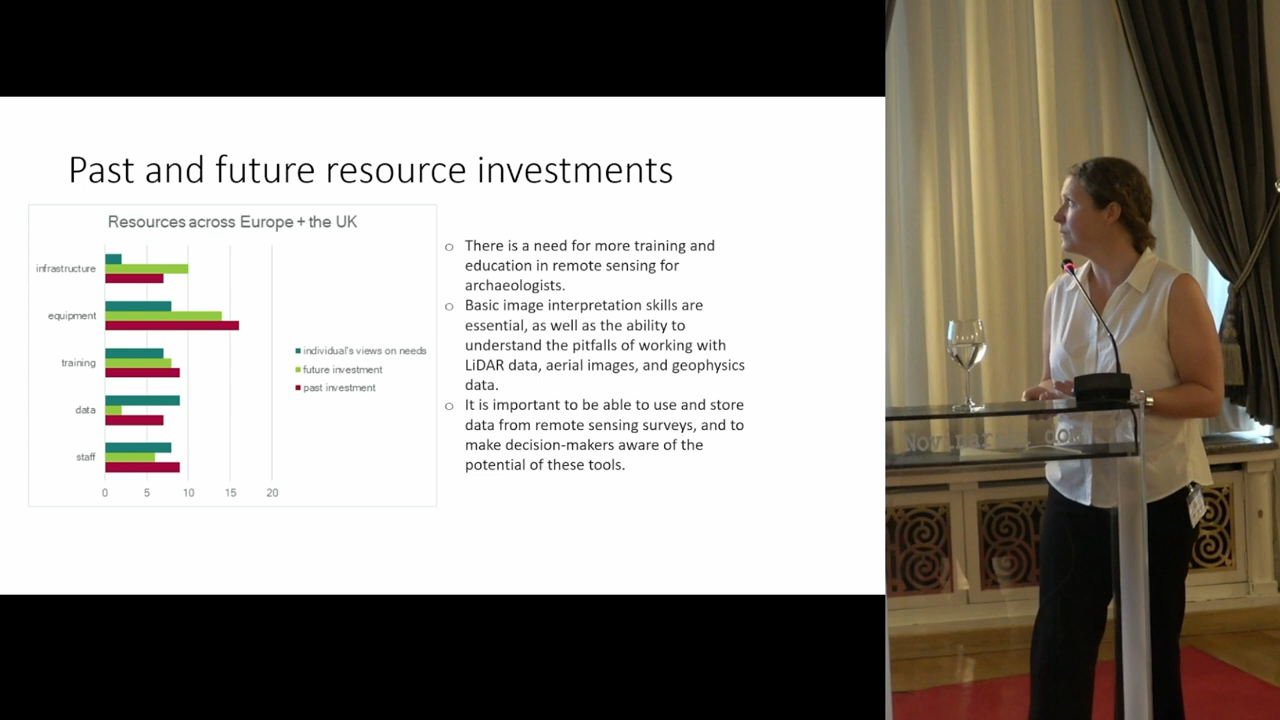 Past and future resource investments
Resources across Europe + the UK
infrastructure
equipment
training
data
staff
0 5 10 15 20
individual's views on needs
future investment
past investment
○ There is a need for more training and
education in remote sensing for
archaeologists.
○ Basic image interpretation skills are
essential, as well as the ability to
understand the pitfalls of working with
LiDAR data, aerial images, and geophysics
data.
○ It is important to be able to use and store
data from remote sensing surveys, and to
make decision-makers aware of the
potential of these tools.